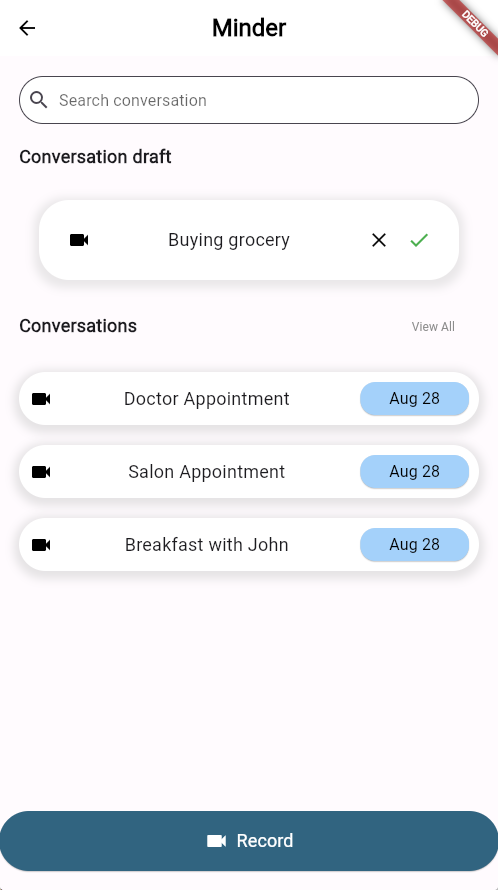 Minder
DEBUG
Search conversation
Conversation draft
Buying grocery
Conversations
View All
Doctor Appointment
Aug 28
Salon Appointment
Aug 28
Breakfast with John
Aug 28
Record